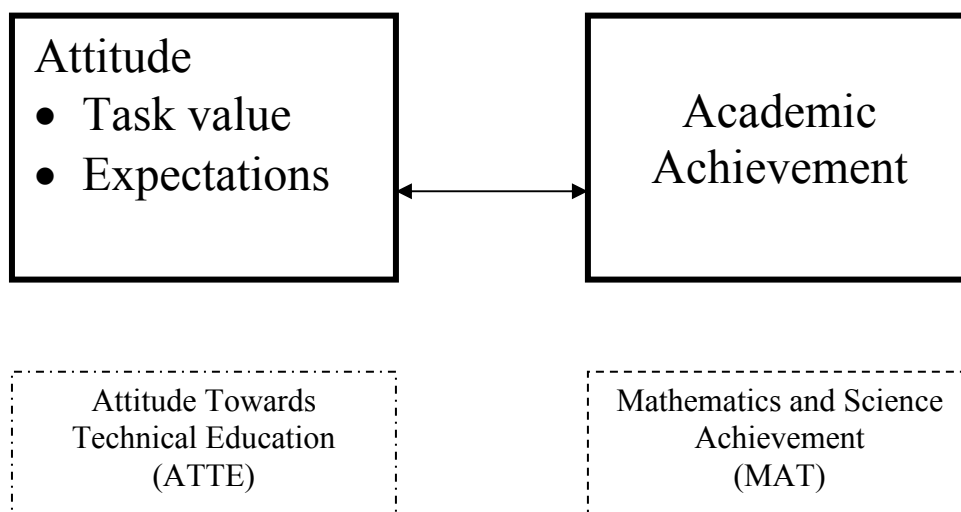 Attitude
• Task value
• Expectations
Academic
Achievement
Attitude Towards
Technical Education
(ATTE)
Mathematics and Science
Achievement
(MAT)